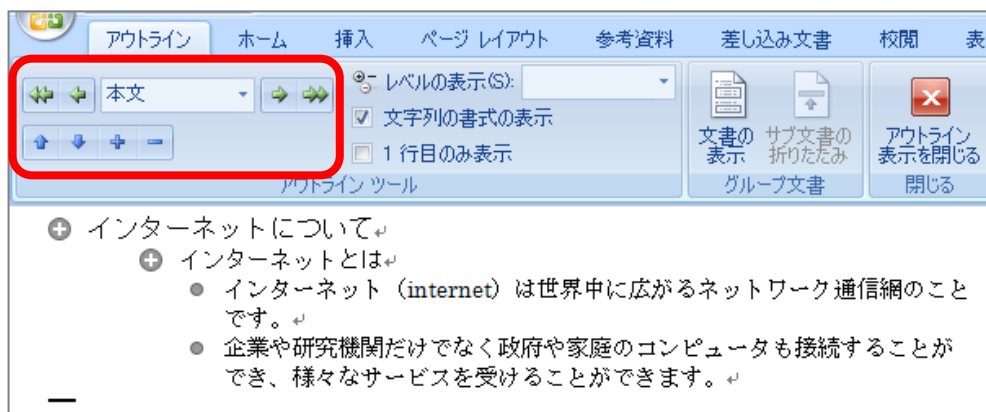 アウトライン ホーム 挿入 ページ レイアウト 参考資料 差し込み文書 校閲 表
本文
レベルの表示(S):
文字列の書式の表示
1 行目のみ表示
アウトライン ツール
文書の
表示
サブ文書の
折りたたみ
グループ文書
アウトライン
表示を閉じる
閉じる
インターネットについて
インターネットとは
インターネット（internet）は世界中に広がるネットワーク通信網のこと
です。
企業や研究機関だけでなく政府や家庭のコンピュータも接続することが
でき、様々なサービスを受けることができます。